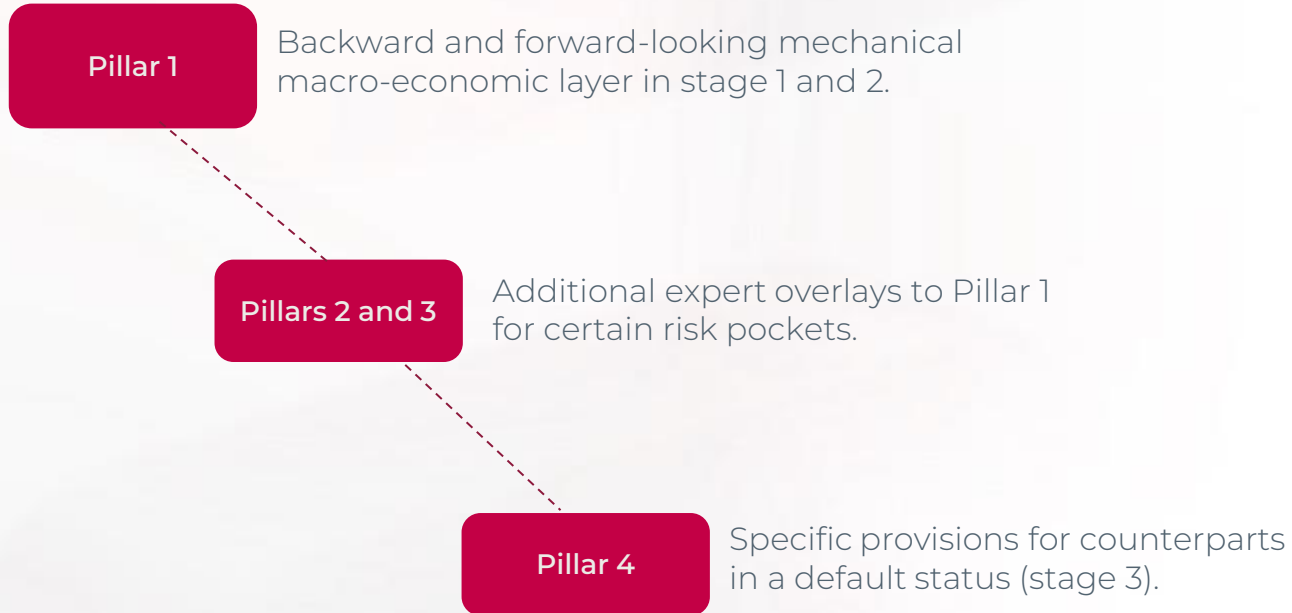 Pillar 1
Backward and forward-looking mechanical
macro-economic layer in stage 1 and 2.
Pillars 2 and 3
Additional expert overlays to Pillar 1
for certain risk pockets.
Pillar 4
Specific provisions for counterparts
in a default status (stage 3).